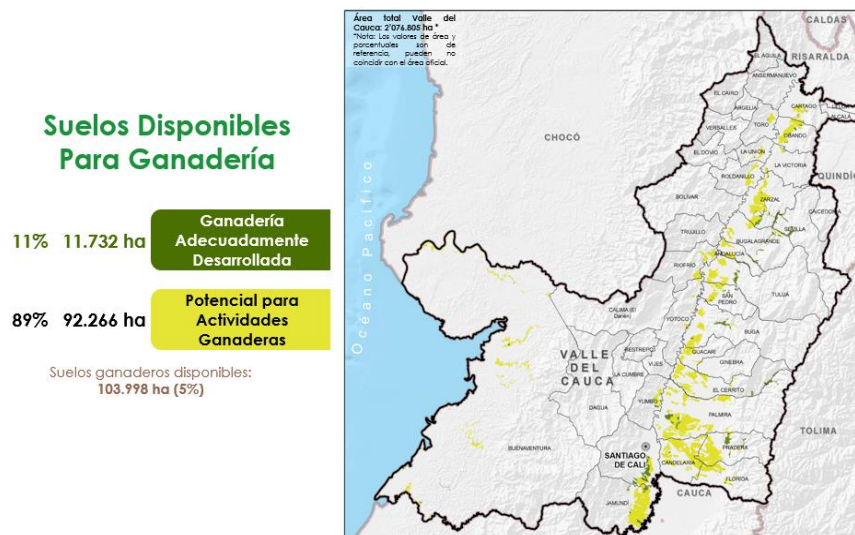 Suelos Disponibles
Para Ganadería
11% 11.732 ha
Ganadería
Adecuadamente
Desarrollada
89% 92.266 ha
Potencial para
Actividades
Ganaderas
Suelos ganaderos disponibles:
103.998 ha (5%)
Área total Valle del
Cauca: 2'076.805 ha *
*Nota: Los valores de área y
porcentuales son de
referencia, pueden no
coincidir con el área oficial.
CALDAS
RISARALDA
EL ÁGUILA
ANSERMANUEVO
EL CAIRO
CARTAGO
ARGELIA
ALCALÁ
TORO
OBANDO
VERSALLES
CHOCÓ
EL DOVIO
LA UNIÓN
LA VICTORIA
ROLDANILLO
QUINDÍO
BOLÍVAR
ZARZAL
CAICEDONIA
Océano Pacífico
TRUJILLO
SEVILLA
BUGALAGRANDE
ANDALUCÍA
RIOFRÍO
TULUÁ
SAN
PEDRO
CALIMA (El
Darién)
YOTOCO
BUGA
RESTREPO
VALLE
DEL
CAUCA
VIJES
GUACARÍ
GINEBRA
LA CUMBRE
EL CERRITO
DAGUA
YUMBO
PALMIRA
TOLIMA
BUENAVENTURA
PRADERA
SANTIAGO
DE CALI
CANDELARIA
FLORIDA
CAUCA
JAMUNDÍ